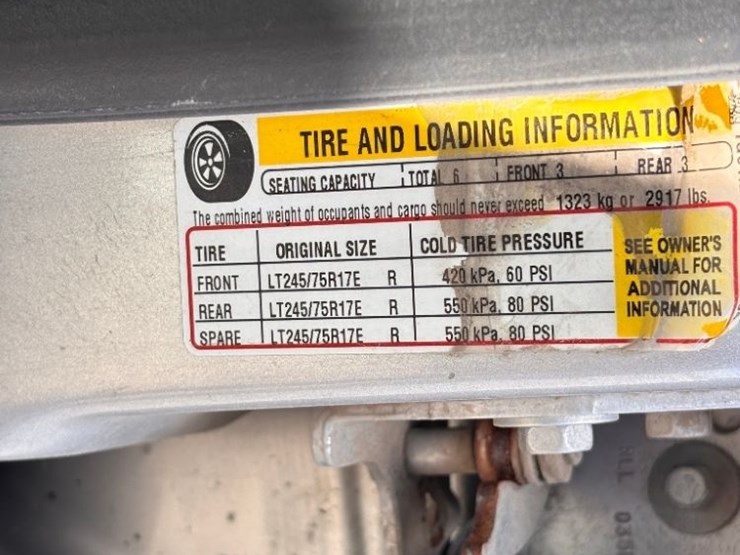 TIRE AND LOADING INFORMATION
SEATING CAPACITY TOTAL 6 FRONT 3 REAR 3
The combined weight of occupants and cargo should never exceed 1323 kg or 2917 lbs.
TIRE ORIGINAL SIZE COLD TIRE PRESSURE
FRONT LT245/75R17E R 420 kPa, 60 PSI
REAR LT245/75R17E R 550 kPa, 80 PSI
SPARE LT245/75R17E R 550 kPa, 80 PSI
SEE OWNER'S
MANUAL FOR
ADDITIONAL
INFORMATION